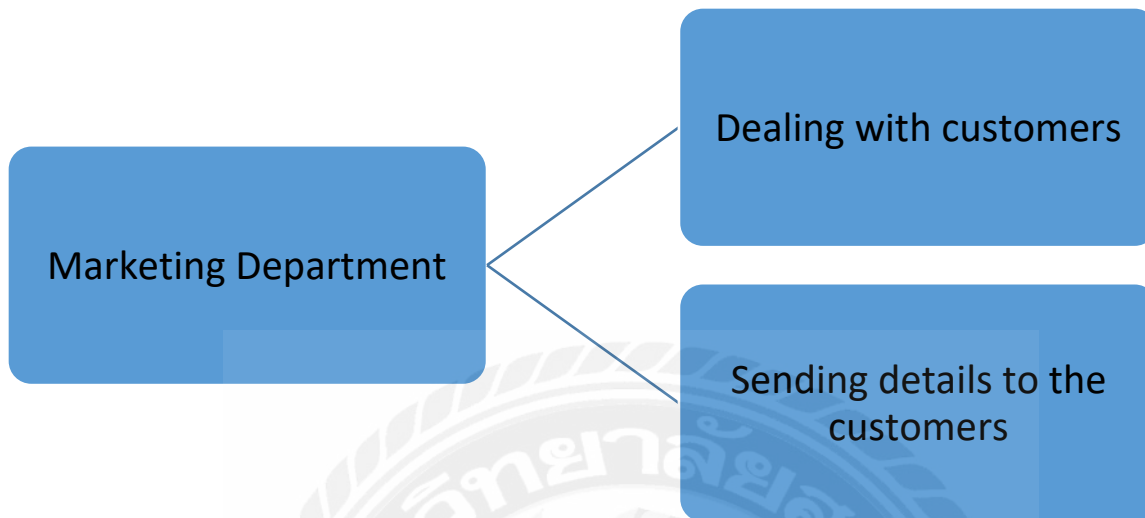 Dealing with customers
Marketing Department
Sending details to the
customers